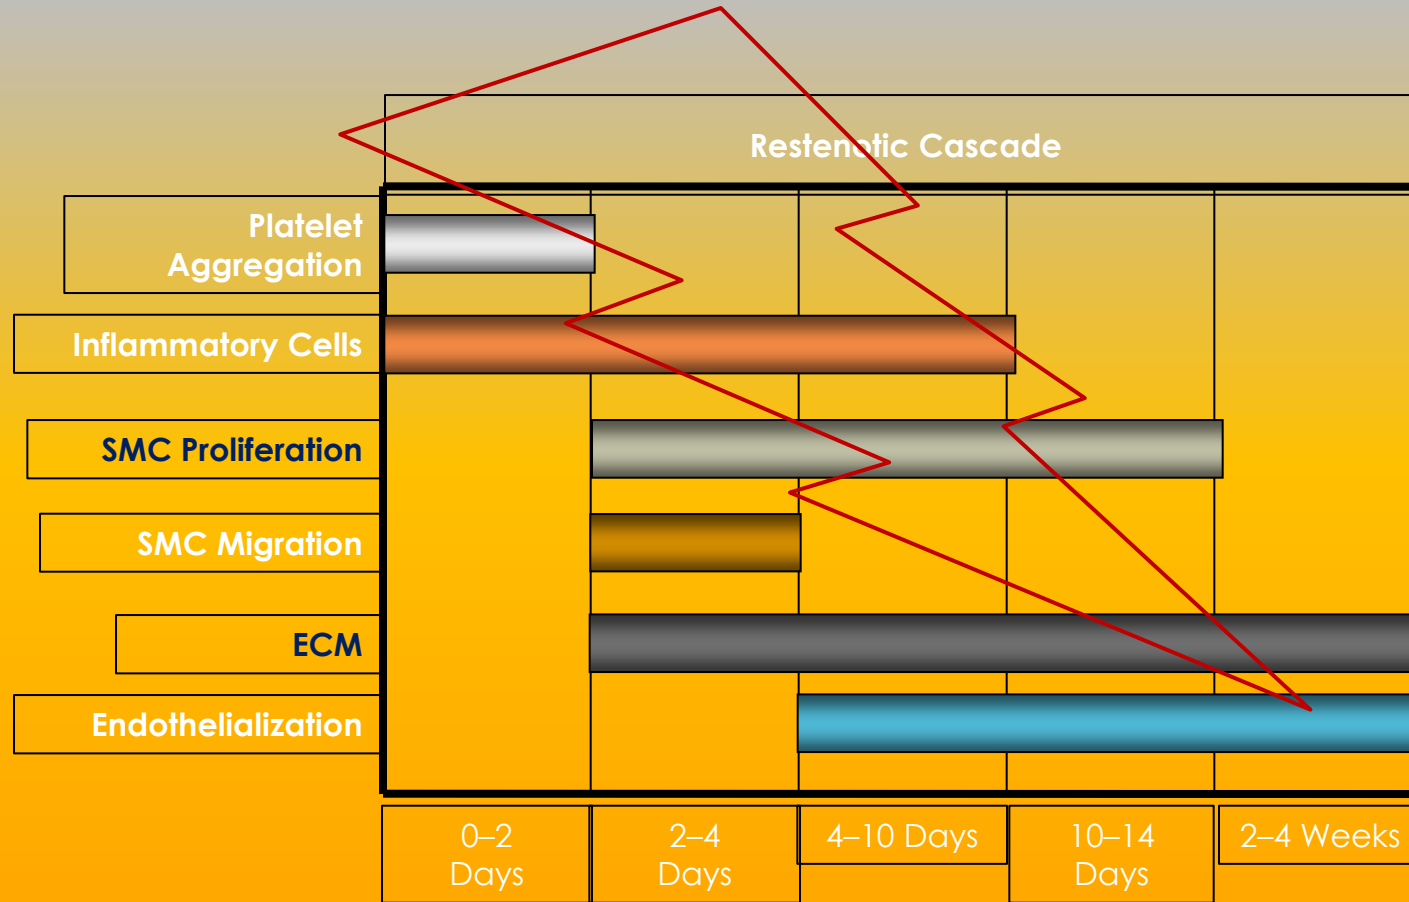 Restenotic Cascade
Platelet
Aggregation
Inflammatory Cells
SMC Proliferation
SMC Migration
ECM
Endothelialization
0–2
Days
2–4
Days
4–10 Days
10–14
Days
2–4 Weeks